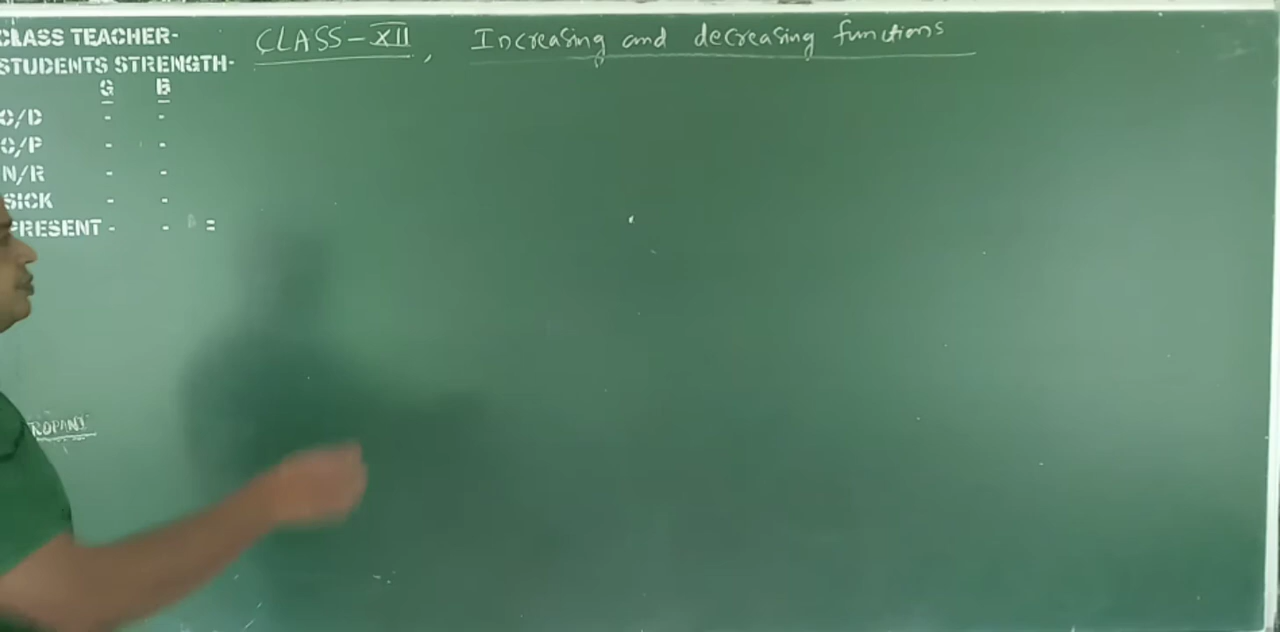 CLASS TEACHER-
STUDENTS STRENGTH-
G B
O/D - -
O/P - -
N/R - -
SICK - -
PRESENT - - =
CLASS-XII, Increasing and decreasing functions